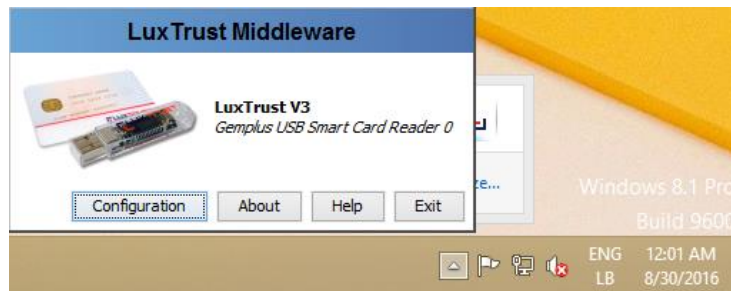 LuxTrust Middleware
LuxTrust V3
Gemplus USB Smart Card Reader 0
Configuration
About
Help
Exit
ze...
Windows 8.1 Pro
Build 9600
ENG
12:01 AM
LB
8/30/2016